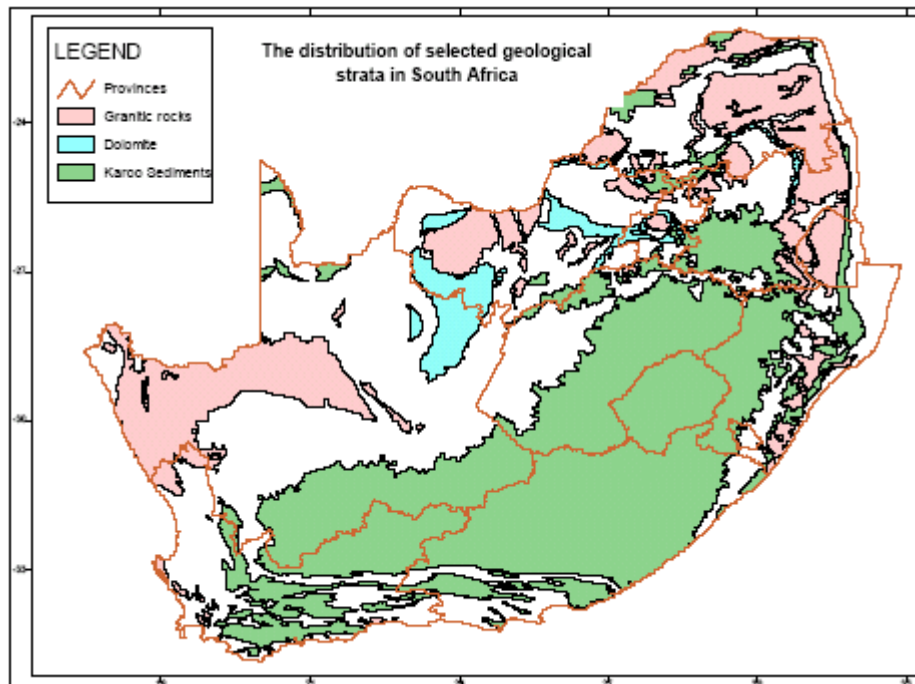 LEGEND
Provinces
Granitic rocks
Dolomite
Karoo Sediments
The distribution of selected geological
strata in South Africa